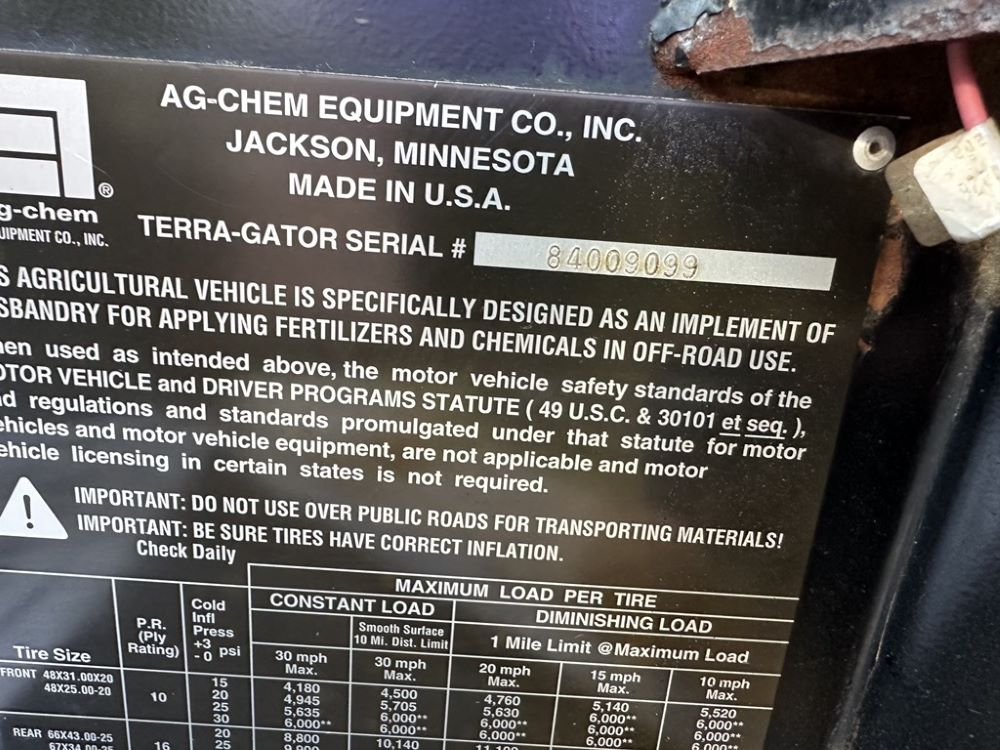 AG-CHEM EQUIPMENT CO., INC.
JACKSON, MINNESOTA
MADE IN U.S.A.
®
g-chem
UIPMENT CO., INC.
TERRA-GATOR SERIAL # 84009099
S AGRICULTURAL VEHICLE IS SPECIFICALLY DESIGNED AS AN IMPLEMENT OF
SBANDRY FOR APPLYING FERTILIZERS AND CHEMICALS IN OFF-ROAD USE.
hen used as intended above, the motor vehicle safety standards of the
OTOR VEHICLE and DRIVER PROGRAMS STATUTE ( 49 U.S.C. & 30101 et seq. ),
d regulations and standards promulgated under that statute for motor
ehicles and motor vehicle equipment, are not applicable and motor
ehicle licensing in certain states is not required.
! IMPORTANT: DO NOT USE OVER PUBLIC ROADS FOR TRANSPORTING MATERIALS!
IMPORTANT: BE SURE TIRES HAVE CORRECT INFLATION.
Check Daily
MAXIMUM LOAD PER TIRE
CONSTANT LOAD DIMINISHING LOAD
Smooth Surface
10 Mi. Dist. Limit
1 Mile Limit @Maximum Load
Tire Size
P.R.
(Ply
Rating)
Cold
Infl
Press
+3
- 0 psi
30 mph Max. 30 mph Max. 20 mph Max. 15 mph Max. 10 mph Max.
FRONT 48X31.00X20
48X25.00-20
10
15 4,180 4,500 4,760 5,140 5,520
20 4,945 5,705 5,630 6,000** 6,000**
25 5,635 6,000** 6,000** 6,000** 6,000**
30 6,000** 6,000** 6,000** 6,000** 6,000**
REAR 66X43.00-25
67X34.00-25
16
20 8,800 10,140
25